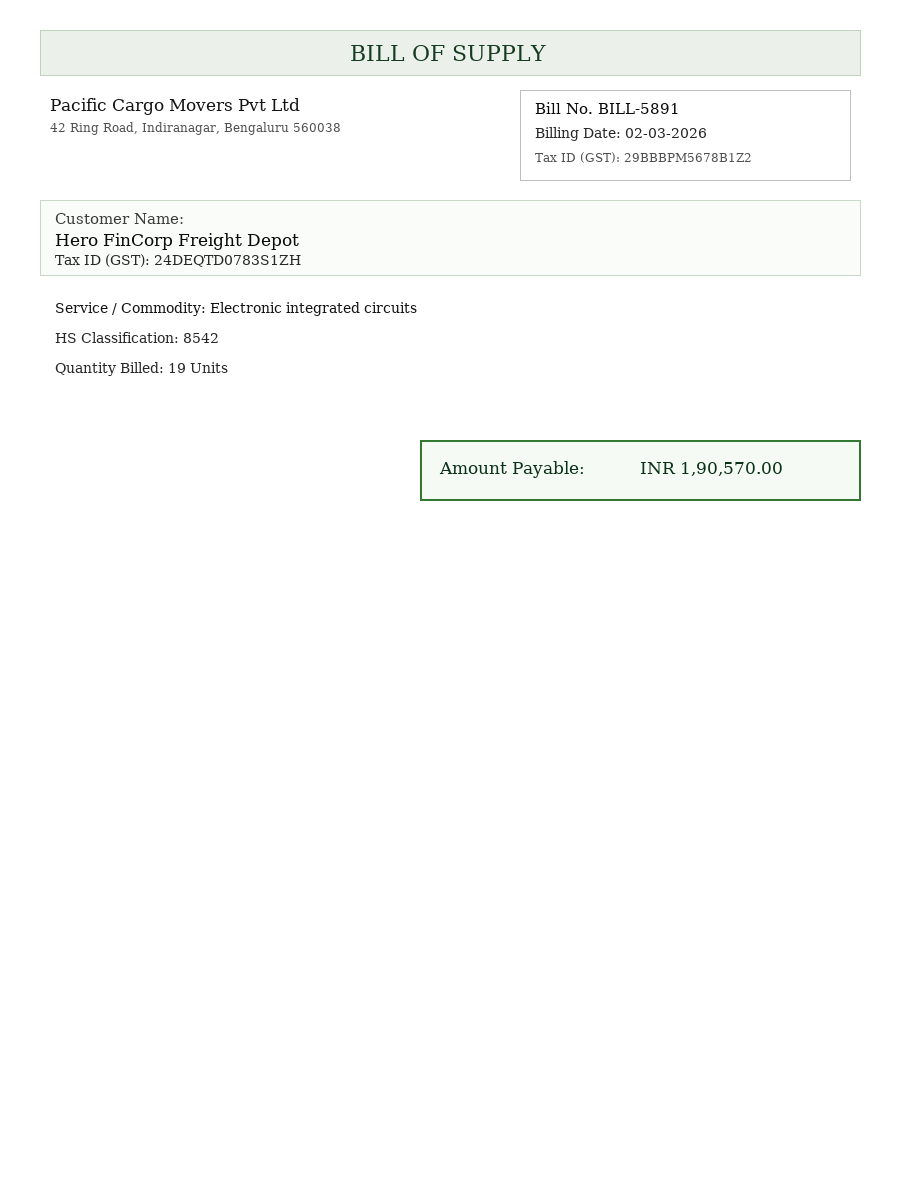 BILL OF SUPPLY
Pacific Cargo Movers Pvt Ltd
42 Ring Road, Indiranagar, Bengaluru 560038
Bill No. BILL-5891
Billing Date: 02-03-2026
Tax ID (GST): 29BBBPM5678B1Z2
Customer Name:
Hero FinCorp Freight Depot
Tax ID (GST): 24DEQTD0783S1ZH
Service / Commodity: Electronic integrated circuits
HS Classification: 8542
Quantity Billed: 19 Units
Amount Payable: INR 1,90,570.00